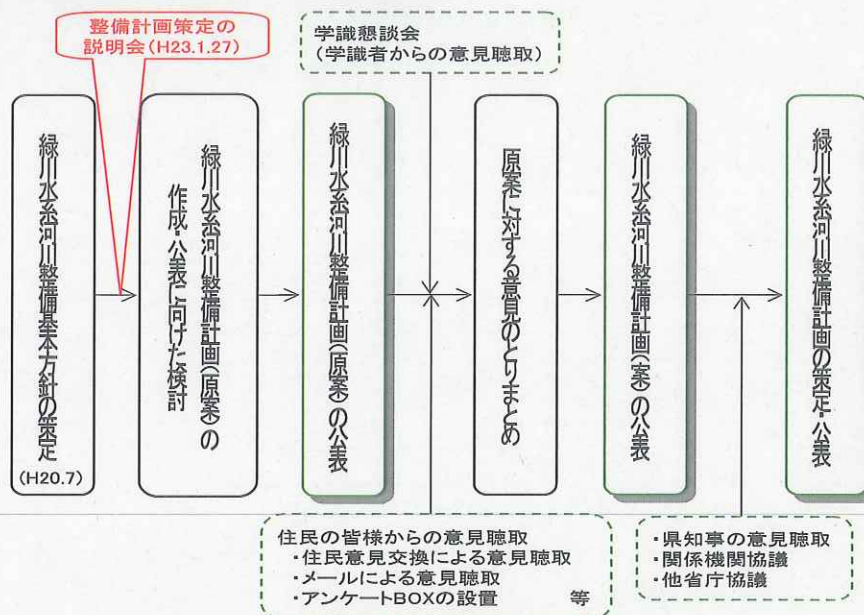 整備計画策定の
説明会(H23.1.27)
学識懇談会
(学識者からの意見聴取)
緑川水系河川整備基本方針の策定
(H20.7)
緑川水系河川整備計画(原案)の
作成・公表に向けた検討
緑川水系河川整備計画(原案)の公表
原案に対する意見のとりまとめ
緑川水系河川整備計画(案)の公表
緑川水系河川整備計画の策定・公表
住民の皆様からの意見聴取
・住民意見交換による意見聴取
・メールによる意見聴取
・アンケートBOXの設置 等
・県知事の意見聴取
・関係機関協議
・他省庁協議